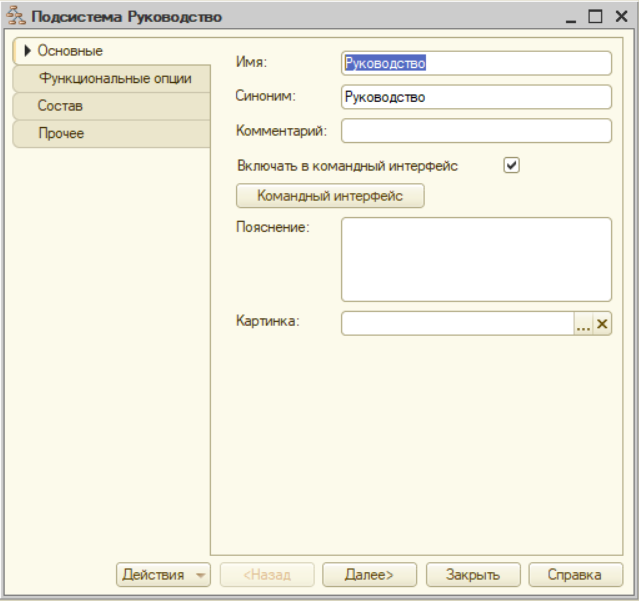 Подсистема Руководство
Основные
Функциональные опции
Состав
Прочее
Имя: Руководство
Синоним: Руководство
Комментарий:
Включать в командный интерфейс
Командный интерфейс
Пояснение:
Картинка: ...
Действия <Назад Далее> Закрыть Справка